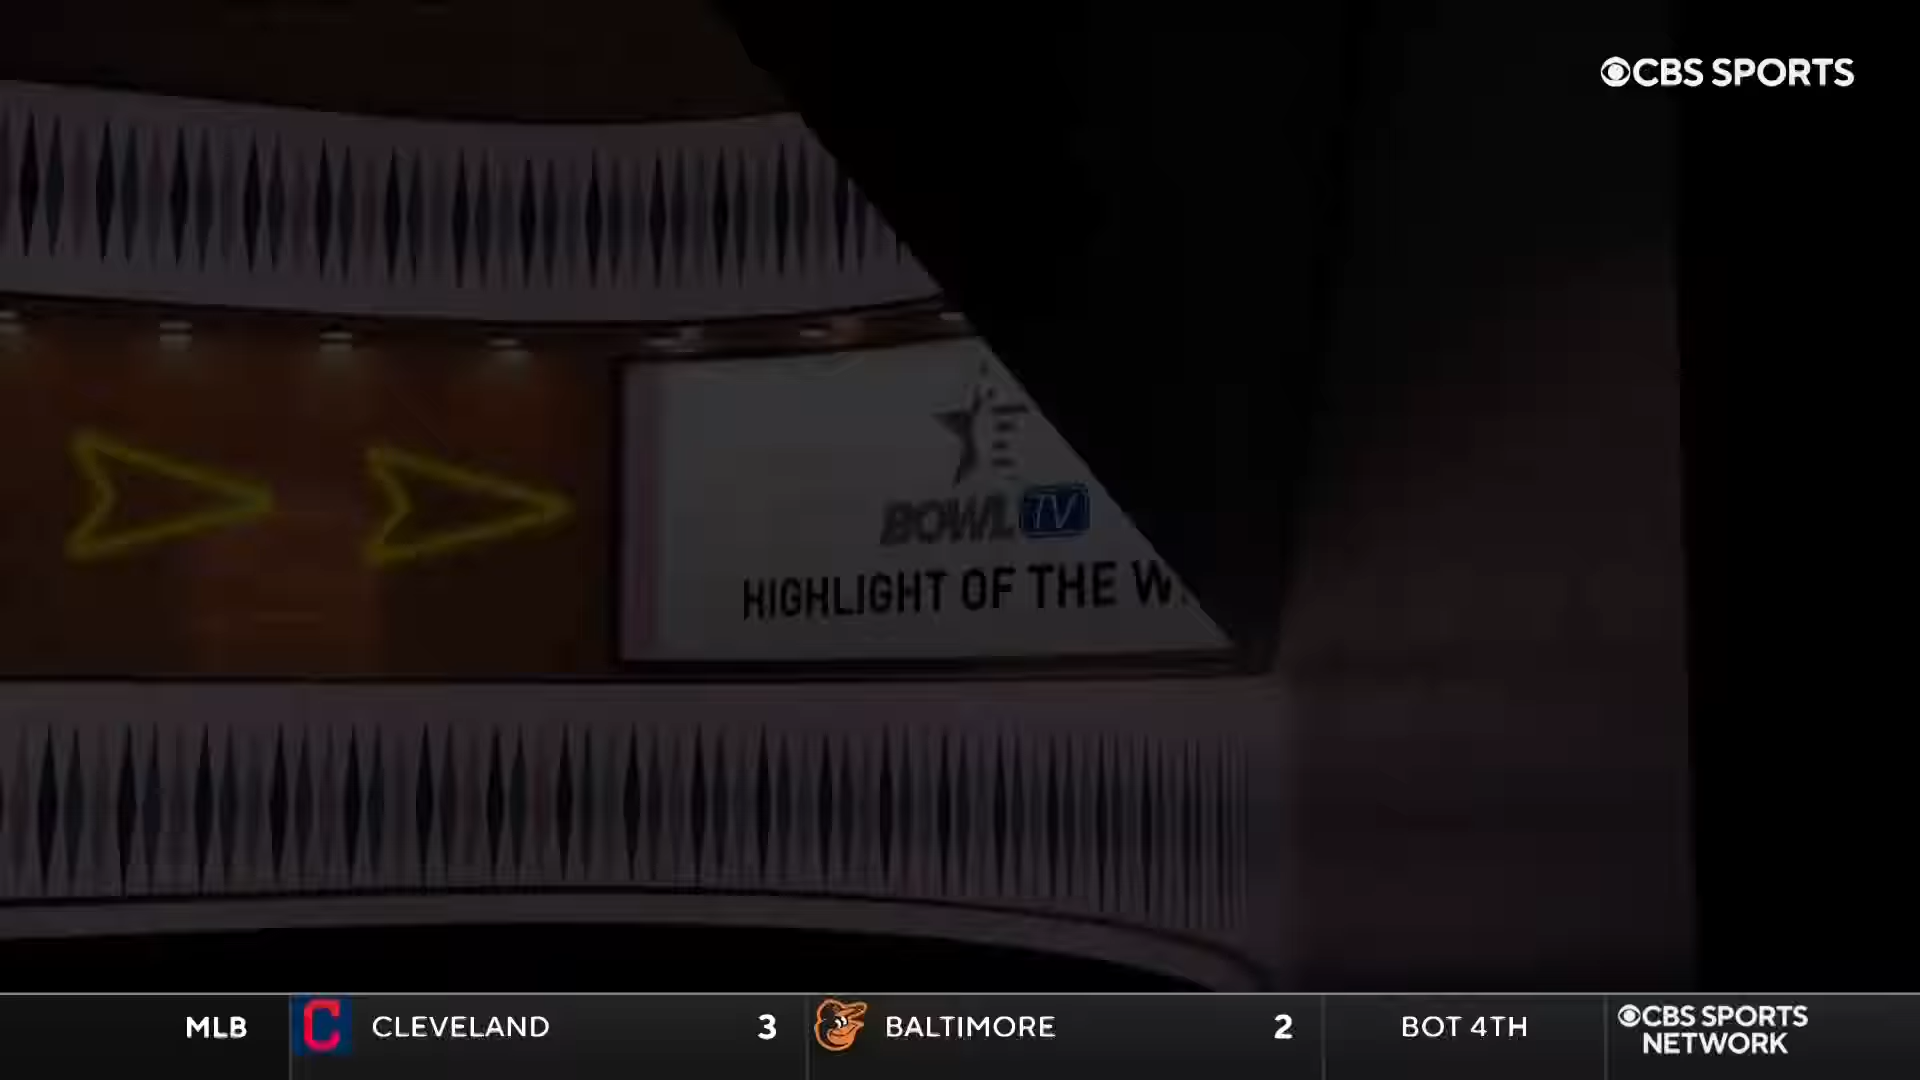 CBS SPORTS
BOWL TV
HIGHLIGHT OF THE
MLB C CLEVELAND 3 BALTIMORE 2 BOT 4TH CBS SPORTS
NETWORK